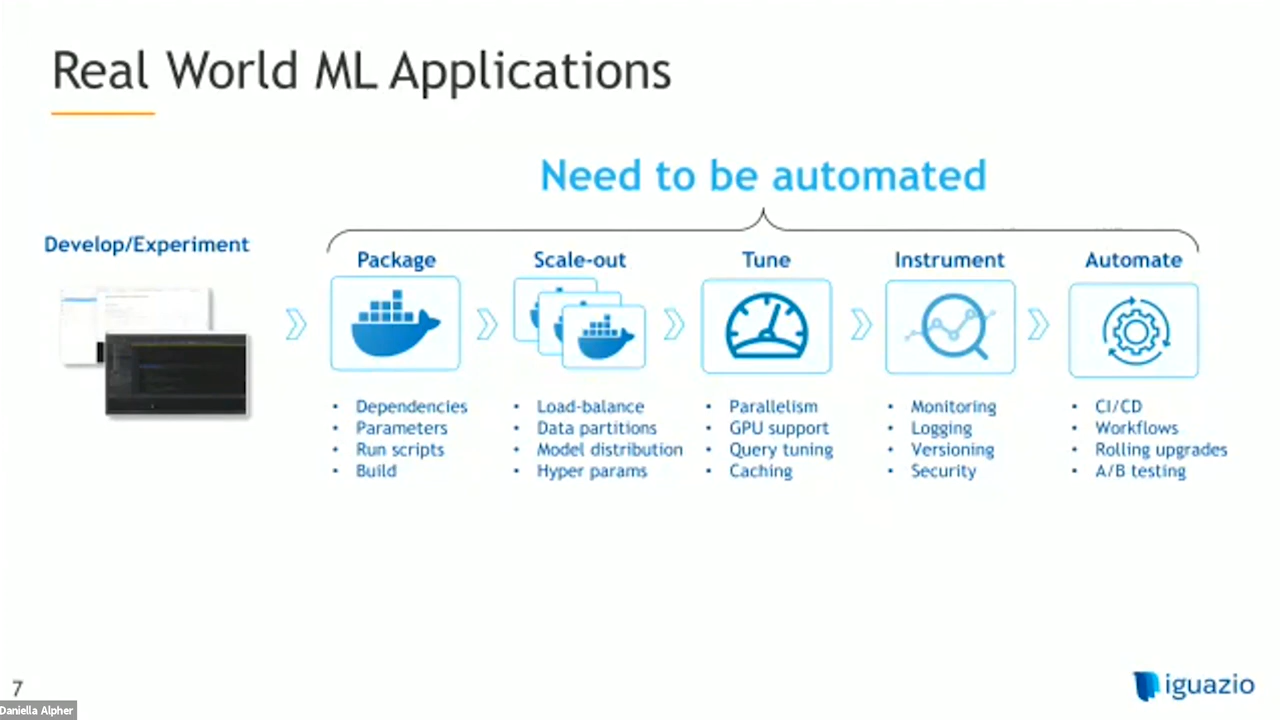 Real World ML Applications
Need to be automated
Develop/Experiment
Package
Scale-out
Tune
Instrument
Automate
• Dependencies
• Parameters
• Run scripts
• Build
• Load-balance
• Data partitions
• Model distribution
• Hyper params
• Parallelism
• GPU support
• Query tuning
• Caching
• Monitoring
• Logging
• Versioning
• Security
• CI/CD
• Workflows
• Rolling upgrades
• A/B testing
7
iguazio
Daniella Alpher